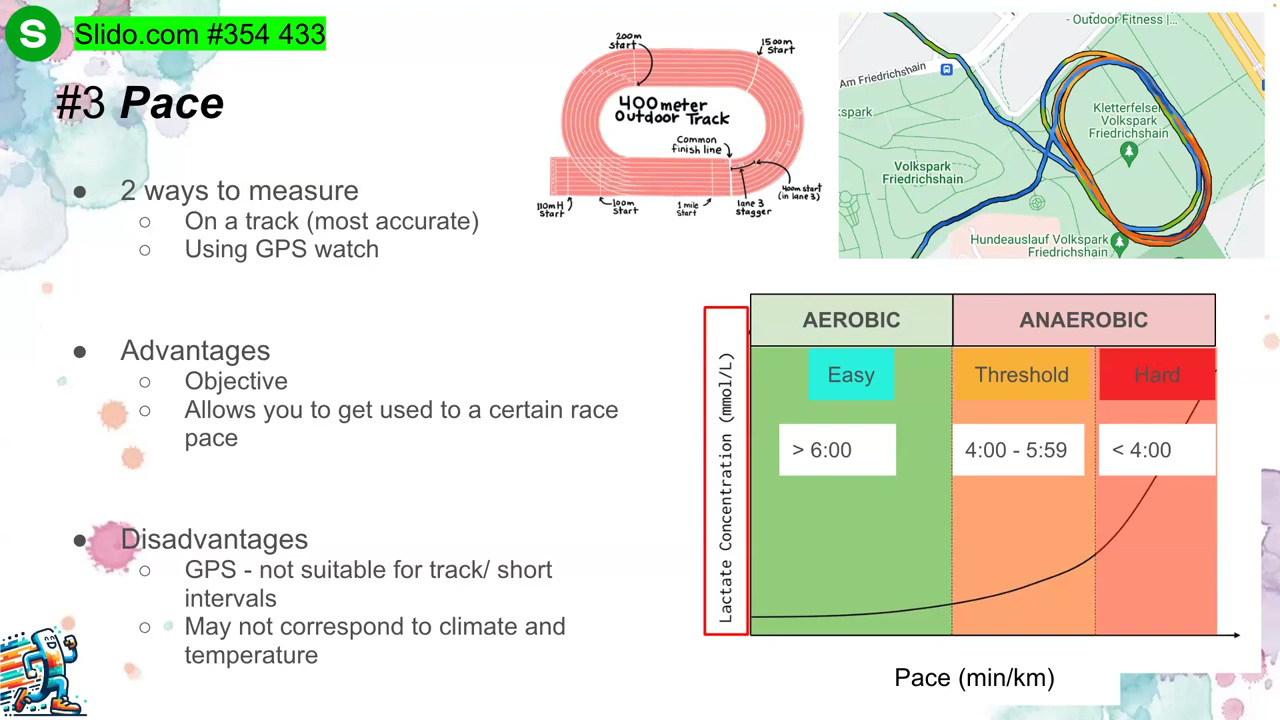 S Slido.com #354 433
#3 Pace
● 2 ways to measure
○ On a track (most accurate)
○ Using GPS watch
● Advantages
○ Objective
○ Allows you to get used to a certain race
pace
● Disadvantages
○ GPS - not suitable for track/ short
intervals
○ May not correspond to climate and
temperature
200m
start
1500m
Start
400 meter
Outdoor Track
Common
finish line
110mH
Start
100m
Start
1 mile
Start
lane 3
stagger
400m start
(in lane 3)
- Outdoor Fitness |...
Am Friedrichshain
spark
Volkspark
Friedrichshain
Kletterfelsen
Volkspark
Friedrichshain
Hundeauslauf Volkspark
Friedrichshain
AEROBIC
ANAEROBIC
Easy
Threshold
Hard
> 6:00
4:00 - 5:59
< 4:00
Lactate Concentration (mmol/L)
Pace (min/km)